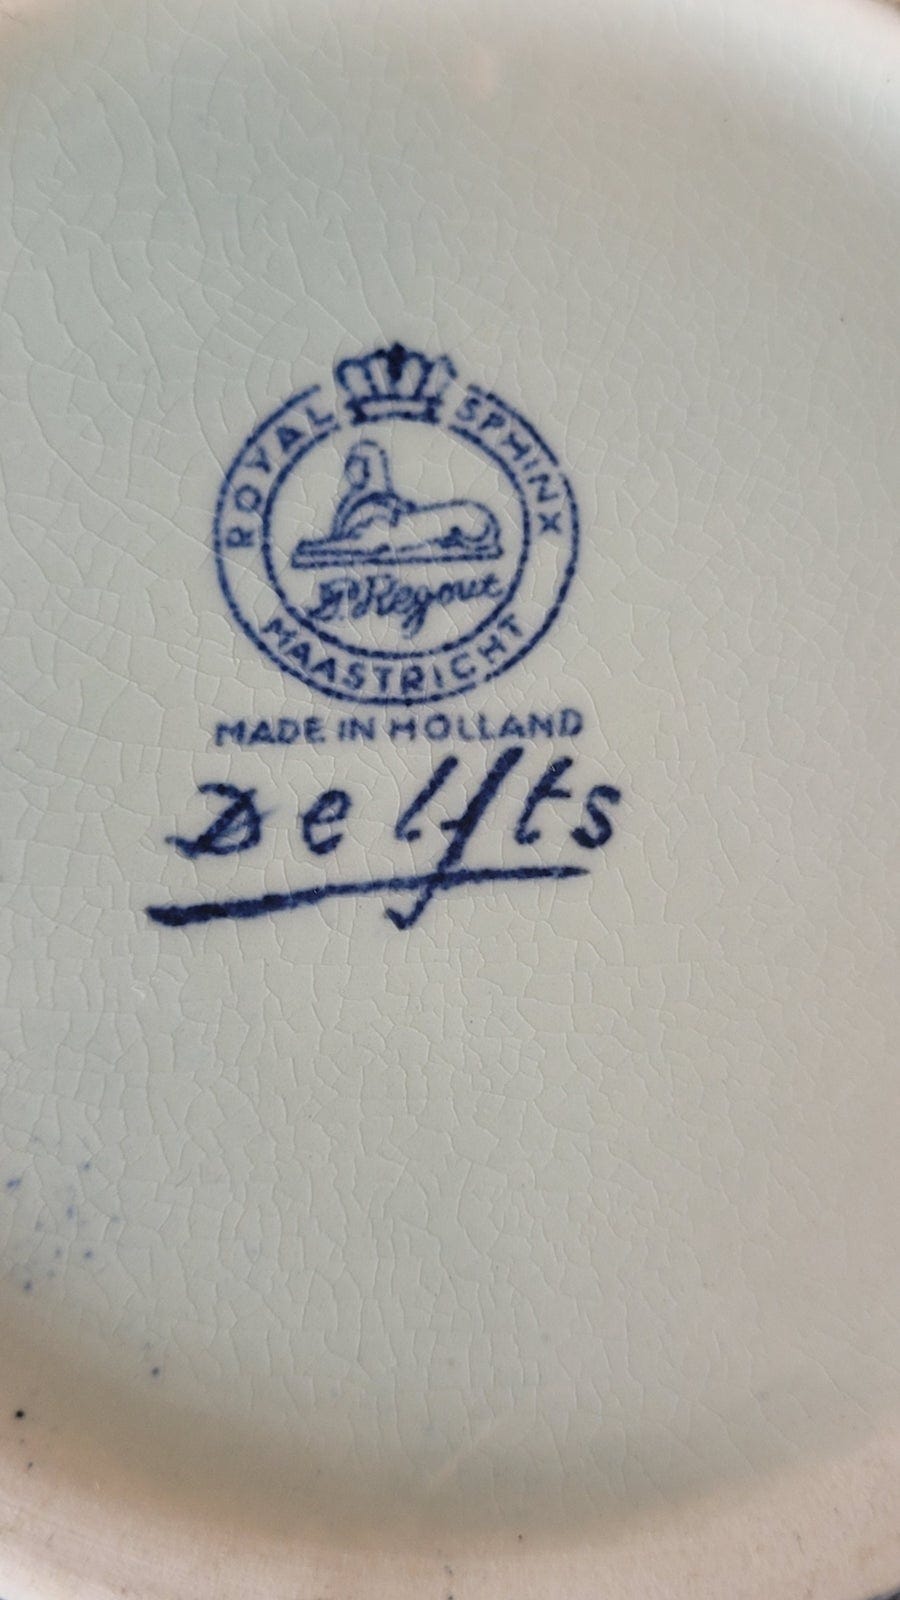 ROYAL SPHINX
P. Regout
MAASTRICHT
MADE IN HOLLAND
Delfts